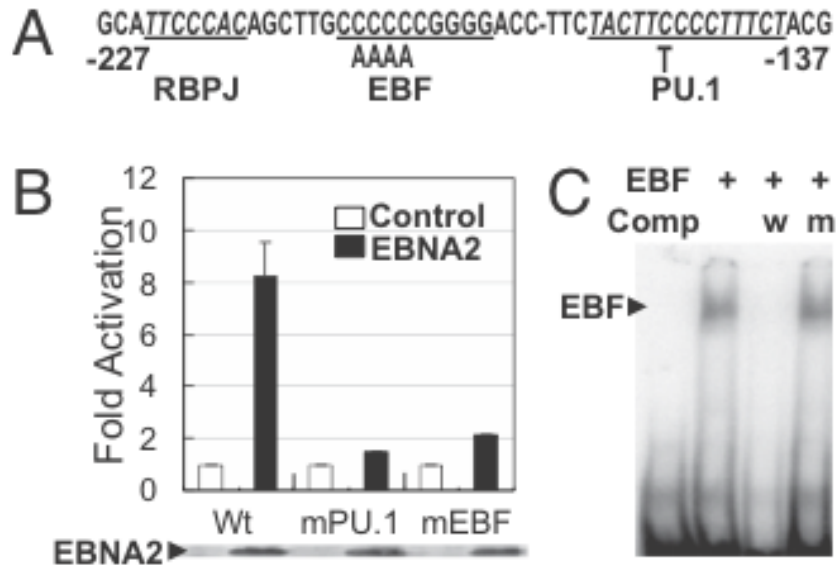 A
GCATTCCCACAGCTTGCCCCCCGGGGACC-TTCTACTTCCCCTTTCTACG
-227 AAAA T -137
RBPJ EBF PU.1
B
12
10
8
6
4
2
0
Fold Activation
Control
EBNA2
Wt mPU.1 mEBF
EBNA2
C
EBF + + +
Comp w m
EBF